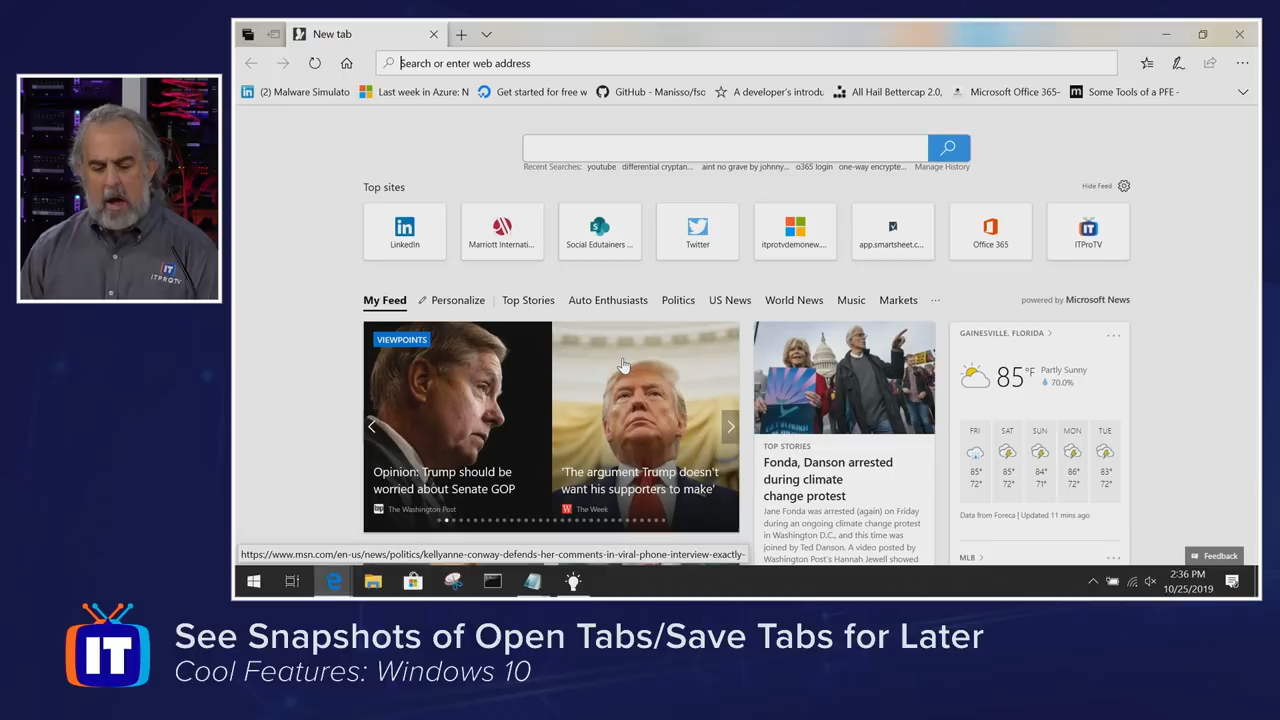 New tab
Search or enter web address
(2) Malware Simulato
Last week in Azure: N
Get started for free w
GitHub - Manisso/fsc
A developer's introdu
All Hail Bettercap 2.0,
Microsoft Office 365-
Some Tools of a PFE -
Recent Searches: youtube differential cryptan... aint no grave by johnny... o365 login one-way encrypte... Manage History
Top sites
Hide Feed
LinkedIn
Marriott Internati...
Social Edutainers ...
Twitter
itprotvdemonew....
app.smartsheet.c...
Office 365
ITProTV
My Feed
Personalize
Top Stories
Auto Enthusiasts
Politics
US News
World News
Music
Markets
...
powered by Microsoft News
VIEWPOINTS
Opinion: Trump should be
worried about Senate GOP
The Washington Post
'The argument Trump doesn't
want his supporters to make'
The Week
TOP STORIES
Fonda, Danson arrested
during climate
change protest
Jane Fonda was arrested (again) on Friday
during an ongoing climate change protest
in Washington D.C., and this time was
joined by Ted Danson. A video posted by
Washington Post's Hannah Jewell showed
GAINESVILLE, FLORIDA >
85°F
Partly Sunny
70.0%
FRI SAT SUN MON TUE
85° 85° 84° 86° 83°
72° 72° 71° 72° 72°
Data from Foreca | Updated 11 mins ago
MLB >
Feedback
https://www.msn.com/en-us/news/politics/kellyanne-conway-defends-her-comments-in-viral-phone-interview-exactly-
2:36 PM
10/25/2019
IT
ITPROTV
IT
See Snapshots of Open Tabs/Save Tabs for Later
Cool Features: Windows 10